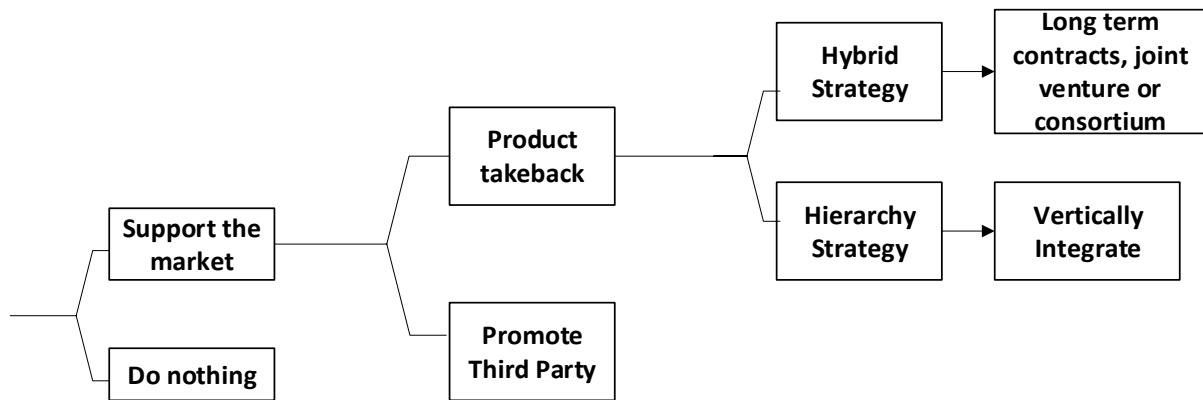 Support the
market
Do nothing
Product
takeback
Promote
Third Party
Hybrid
Strategy
Hierarchy
Strategy
Long term
contracts, joint
venture or
consortium
Vertically
Integrate